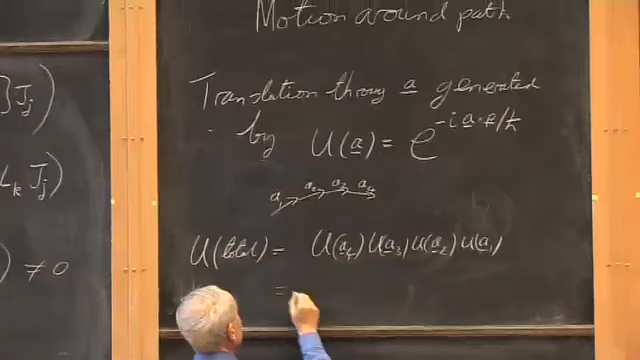 Motion around path
Translation through a generated
by U(a) = e^{-i a·p/ħ}
a₁ a₂ a₃ a₄
U(total) = U(a₄) U(a₃) U(a₂) U(a₁)
=
}J_j)
L_k J_j)
) ≠ 0